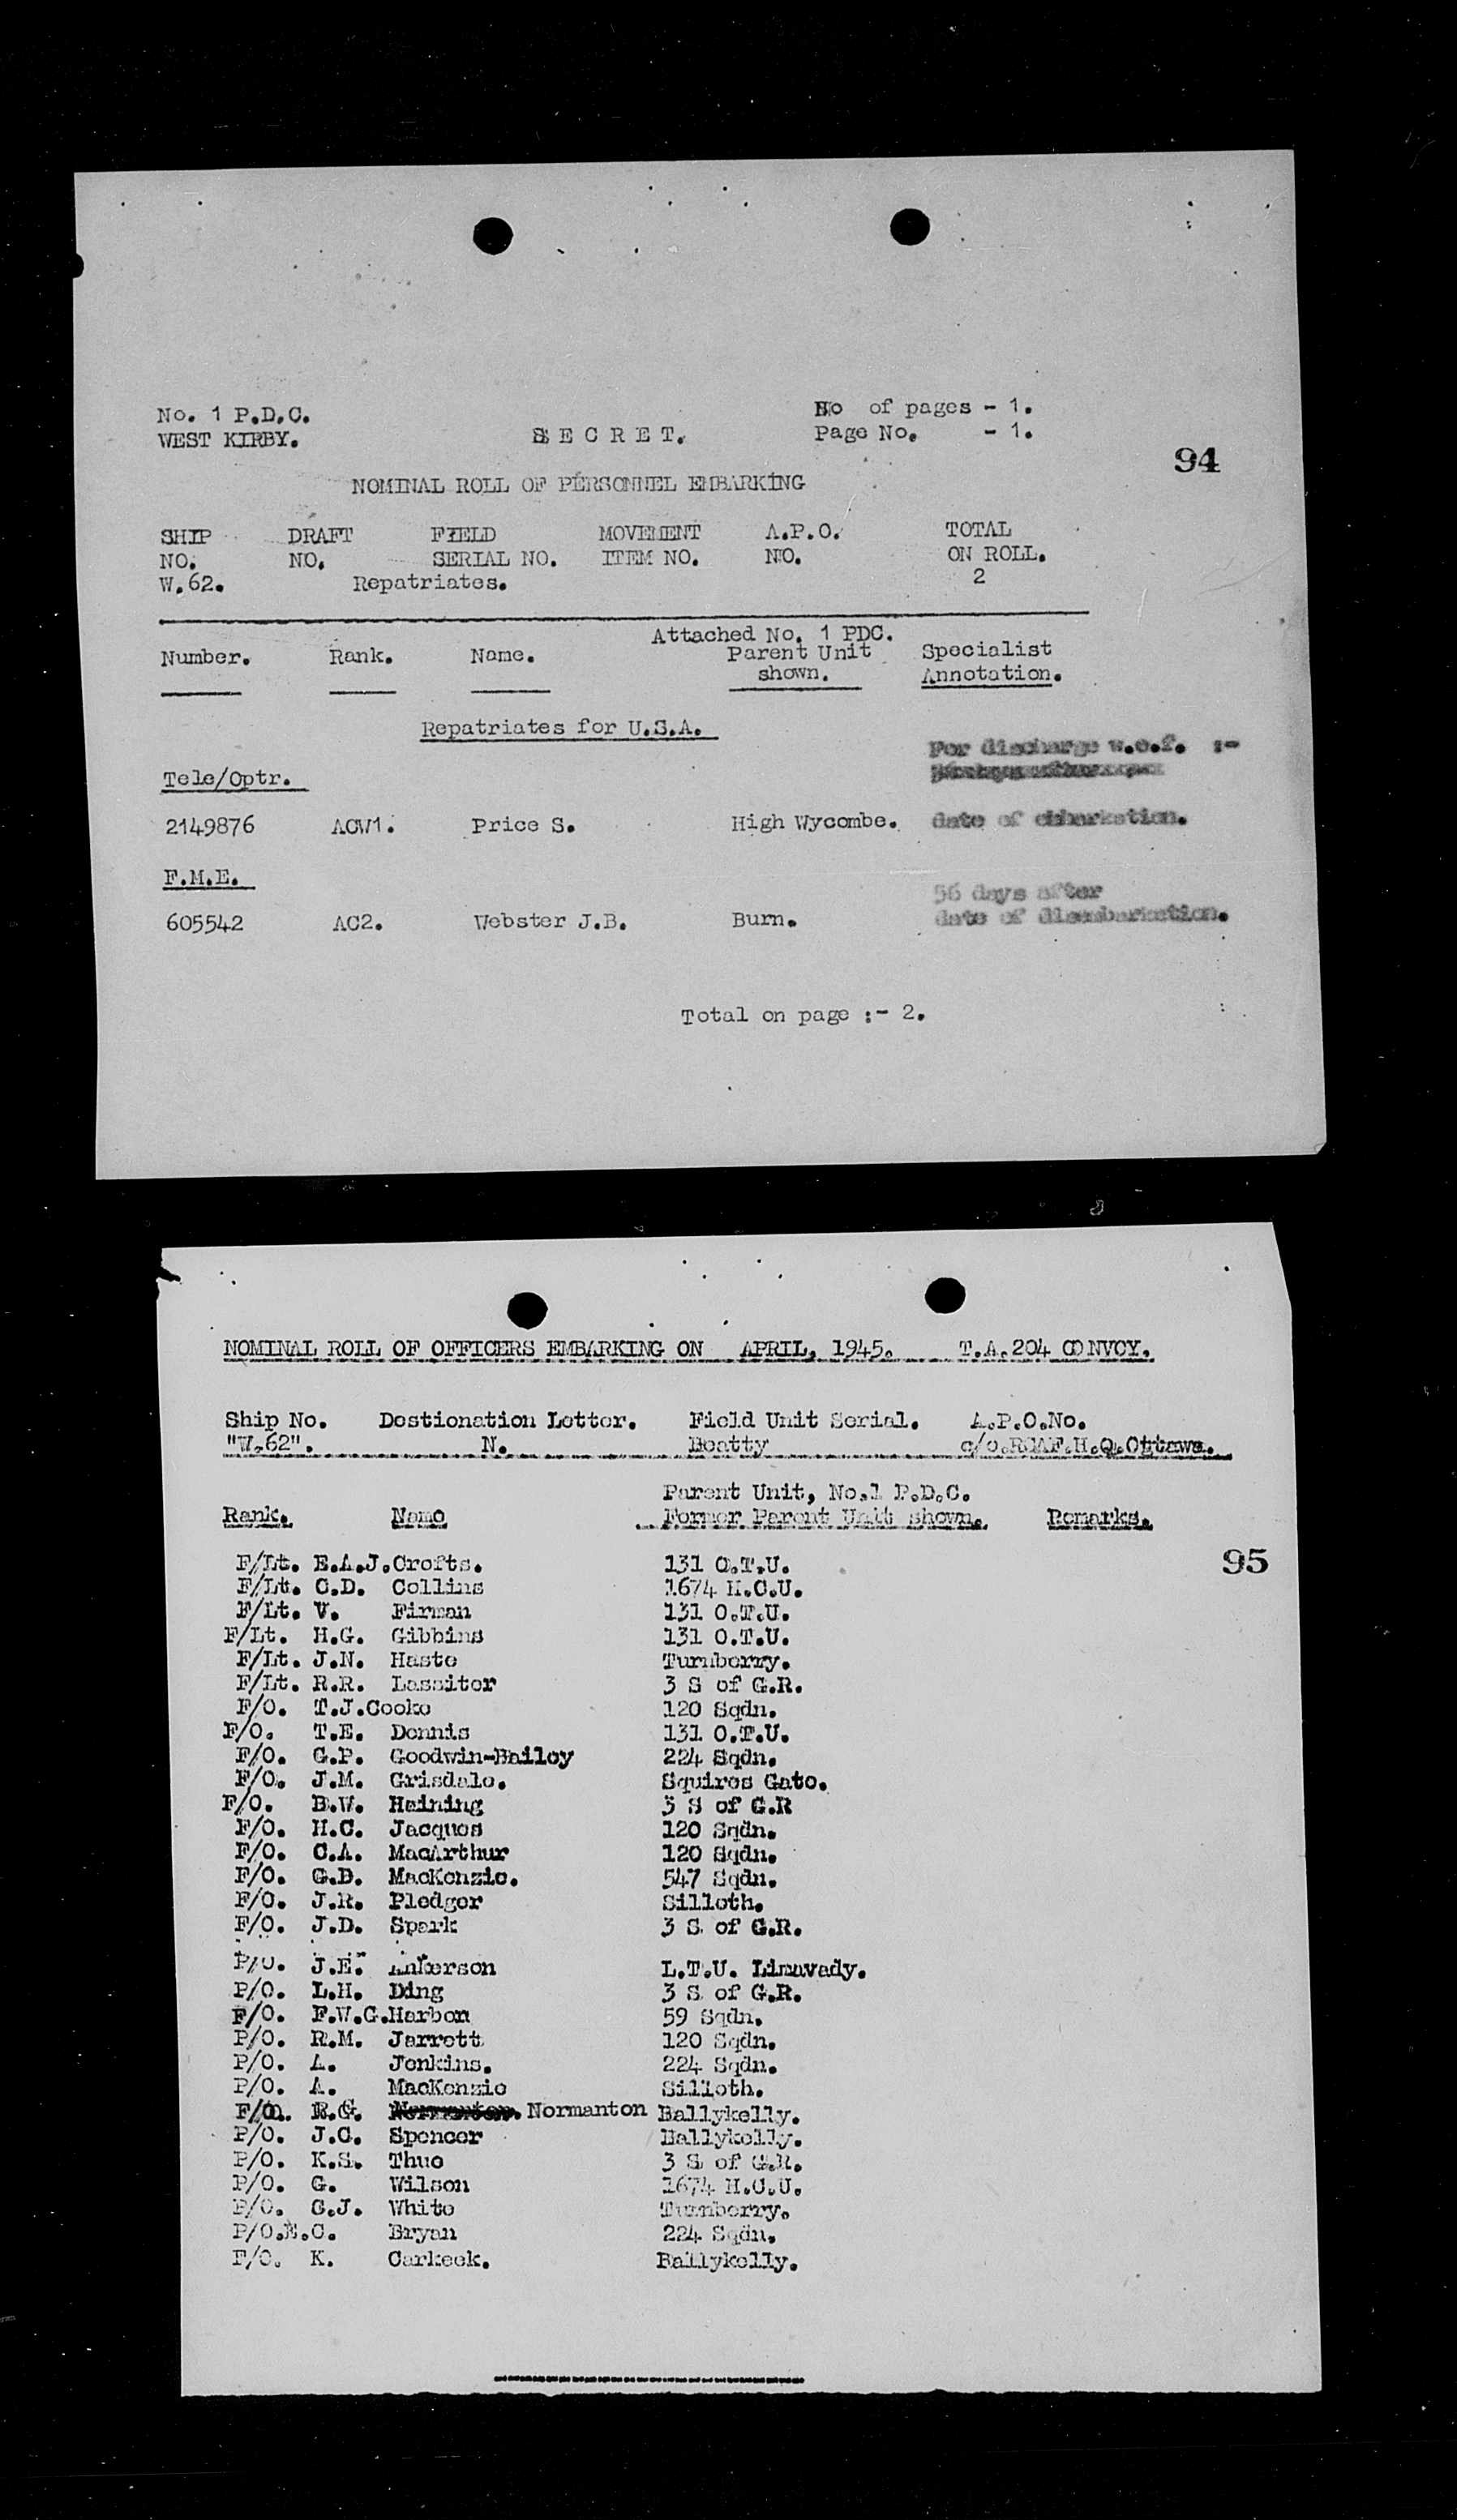 No. 1 P.D.C. No of pages - 1.
WEST KIRBY. S E C R E T. Page No. - 1.
94
NOMINAL ROLL OF PERSONNEL EMBARKING
SHIP DRAFT FIELD MOVEMENT A.P.O. TOTAL
NO. NO. SERIAL NO. ITEM NO. NO. ON ROLL.
W.62. Repatriates. 2
Attached No. 1 PDC.
Number. Rank. Name. Parent Unit Specialist
shown. Annotation.
Repatriates for U.S.A.
For discharge w.e.f. :-
Tele/Optr.
2149876 ACW1. Price S. High Wycombe. date of embarkation.
F.M.E.
56 days after
605542 AC2. Webster J.B. Burn. date of disembarkation.
Total on page :- 2.
NOMINAL ROLL OF OFFICERS EMBARKING ON APRIL, 1945. T.A.204 CONVOY.
Ship No. Destionation Letter. Field Unit Serial. A.P.O.No.
"W.62". N. Beatty c/o.RCAF.H.Q.Ottawa.
Parent Unit, No.1 P.D.C.
Rank. Name Former Parent Unit shown. Remarks.
95
F/Lt. E.A.J.Crofts. 131 O.T.U.
F/Lt. C.D. Collins 1674 H.C.U.
F/Lt. V. Firman 131 O.T.U.
F/Lt. H.G. Gibbins 131 O.T.U.
F/Lt. J.N. Haste Turnberry.
F/Lt. R.R. Lassiter 3 S of G.R.
F/O. T.J.Cooke 120 Sqdn.
F/O. T.E. Dennis 131 O.T.U.
F/O. G.P. Goodwin-Bailey 224 Sqdn.
F/O. J.M. Grisdale. Squires Gate.
F/O. B.W. Haining 3 S of G.R
F/O. H.C. Jacques 120 Sqdn.
F/O. C.A. MacArthur 120 Sqdn.
F/O. G.D. MacKenzie. 547 Sqdn.
F/O. J.R. Pledger Silloth.
F/O. J.D. Spark 3 S. of G.R.
P/O. J.E. Ankerson L.T.U. Limavady.
P/O. L.H. Ding 3 S. of G.R.
F/O. F.W.G.Harbon 59 Sqdn.
P/O. R.M. Jarrett 120 Sqdn.
P/O. A. Jenkins. 224 Sqdn.
P/O. A. MacKenzie Silloth.
F/O. R.G. Normanton Ballykelly.
P/O. J.C. Spencer Ballykelly.
P/O. K.S. Thue 3 S of G.R.
P/O. G. Wilson 1674 H.C.U.
P/O. C.J. White Turnberry.
P/O.E.C. Bryan 224 Sqdn.
F/O. K. Carkeek. Ballykelly.